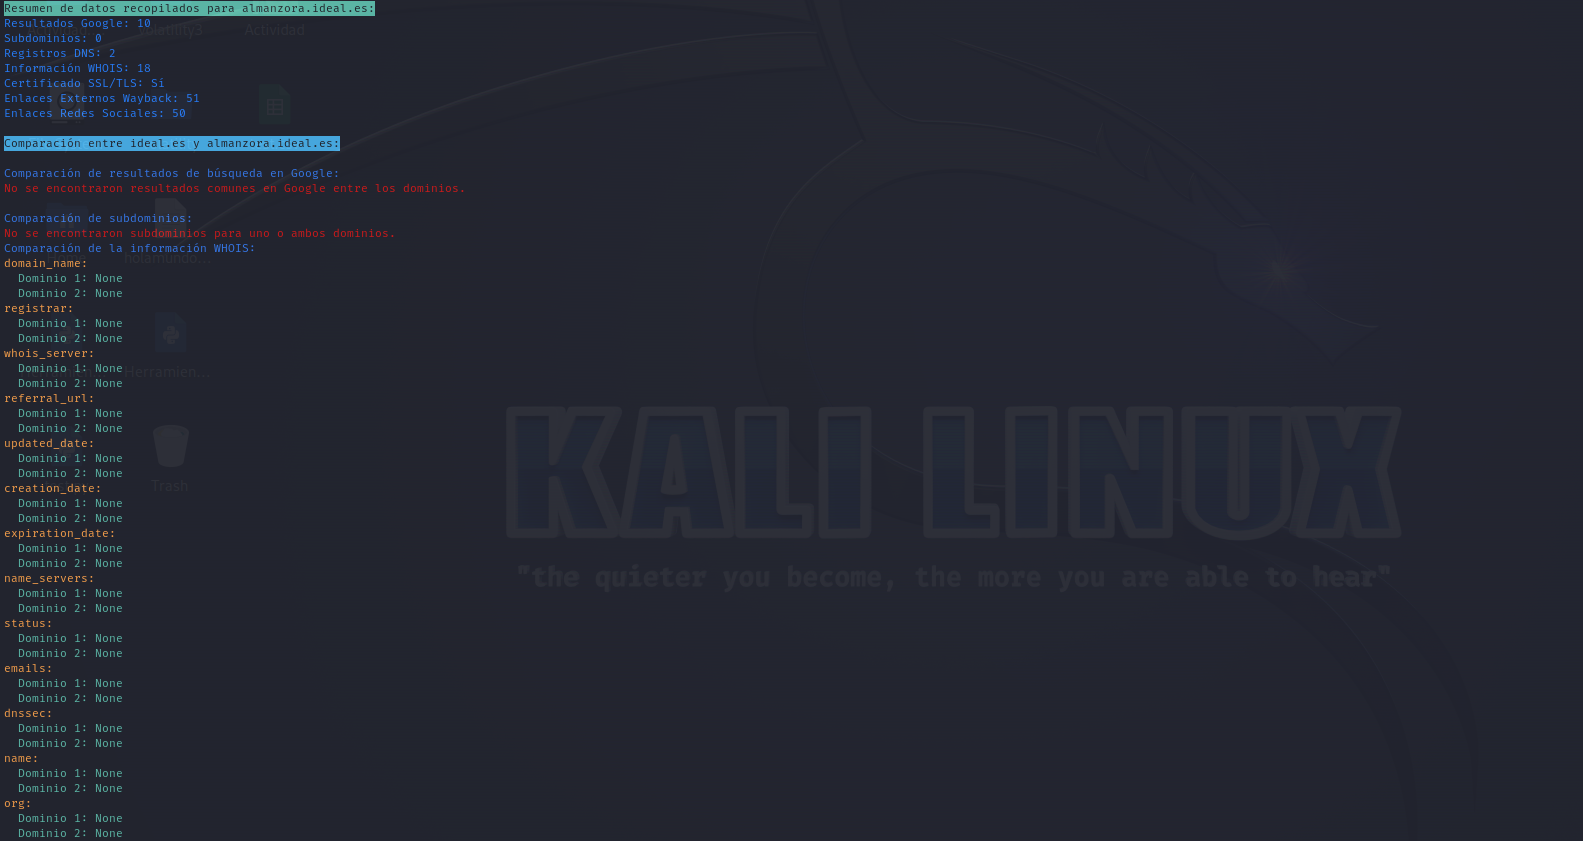 Resumen de datos recopilados para almanzora.ideal.es:
Resultados Google: 10
Subdominios: 0
Registros DNS: 2
Información WHOIS: 18
Certificado SSL/TLS: Sí
Enlaces Externos Wayback: 51
Enlaces Redes Sociales: 50
Comparación entre ideal.es y almanzora.ideal.es:
Comparación de resultados de búsqueda en Google:
No se encontraron resultados comunes en Google entre los dominios.
Comparación de subdominios:
No se encontraron subdominios para uno o ambos dominios.
Comparación de la información WHOIS:
domain_name:
Dominio 1: None
Dominio 2: None
registrar:
Dominio 1: None
Dominio 2: None
whois_server:
Dominio 1: None
Dominio 2: None
referral_url:
Dominio 1: None
Dominio 2: None
updated_date:
Dominio 1: None
Dominio 2: None
creation_date:
Dominio 1: None
Dominio 2: None
expiration_date:
Dominio 1: None
Dominio 2: None
name_servers:
Dominio 1: None
Dominio 2: None
status:
Dominio 1: None
Dominio 2: None
emails:
Dominio 1: None
Dominio 2: None
dnssec:
Dominio 1: None
Dominio 2: None
name:
Dominio 1: None
Dominio 2: None
org:
Dominio 1: None
Dominio 2: None
Actividad
holamundo...
Herramien...
Trash
KALI LINUX
"the quieter you become, the more you are able to hear"